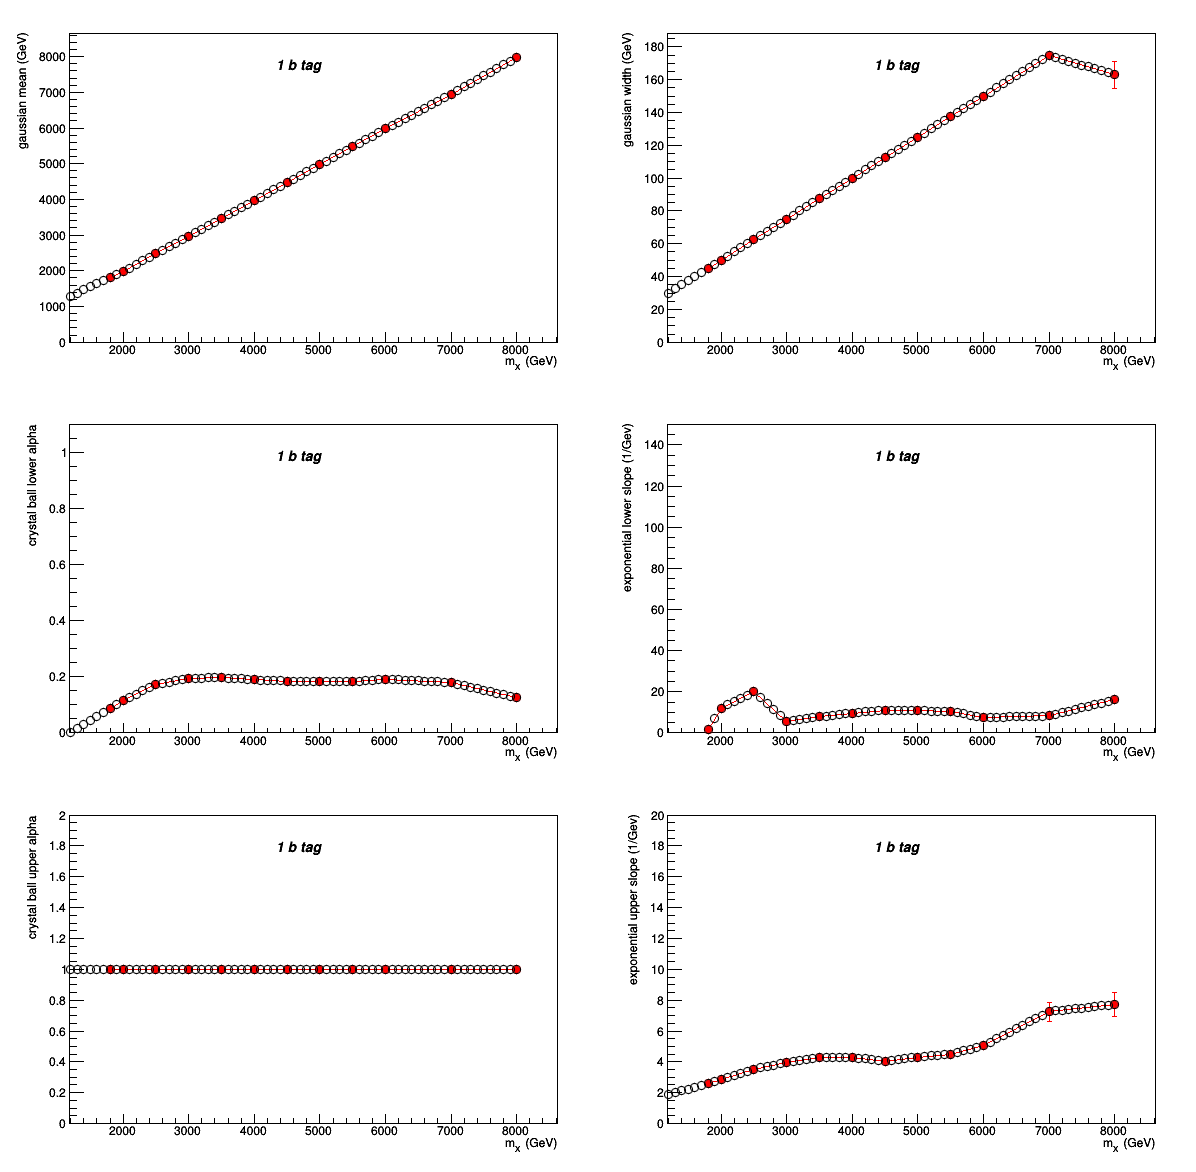 gaussian mean (GeV)
1 b tag
8000
7000
6000
5000
4000
3000
2000
1000
0
2000 3000 4000 5000 6000 7000 8000
mx (GeV)
gaussian width (GeV)
1 b tag
180
160
140
120
100
80
60
40
20
0
2000 3000 4000 5000 6000 7000 8000
mx (GeV)
crystal ball lower alpha
1 b tag
1
0.8
0.6
0.4
0.2
0
2000 3000 4000 5000 6000 7000 8000
mx (GeV)
exponential lower slope (1/Gev)
1 b tag
140
120
100
80
60
40
20
0
2000 3000 4000 5000 6000 7000 8000
mx (GeV)
crystal ball upper alpha
1 b tag
2
1.8
1.6
1.4
1.2
1
0.8
0.6
0.4
0.2
0
2000 3000 4000 5000 6000 7000 8000
mx (GeV)
exponential upper slope (1/Gev)
1 b tag
20
18
16
14
12
10
8
6
4
2
0
2000 3000 4000 5000 6000 7000 8000
mx (GeV)